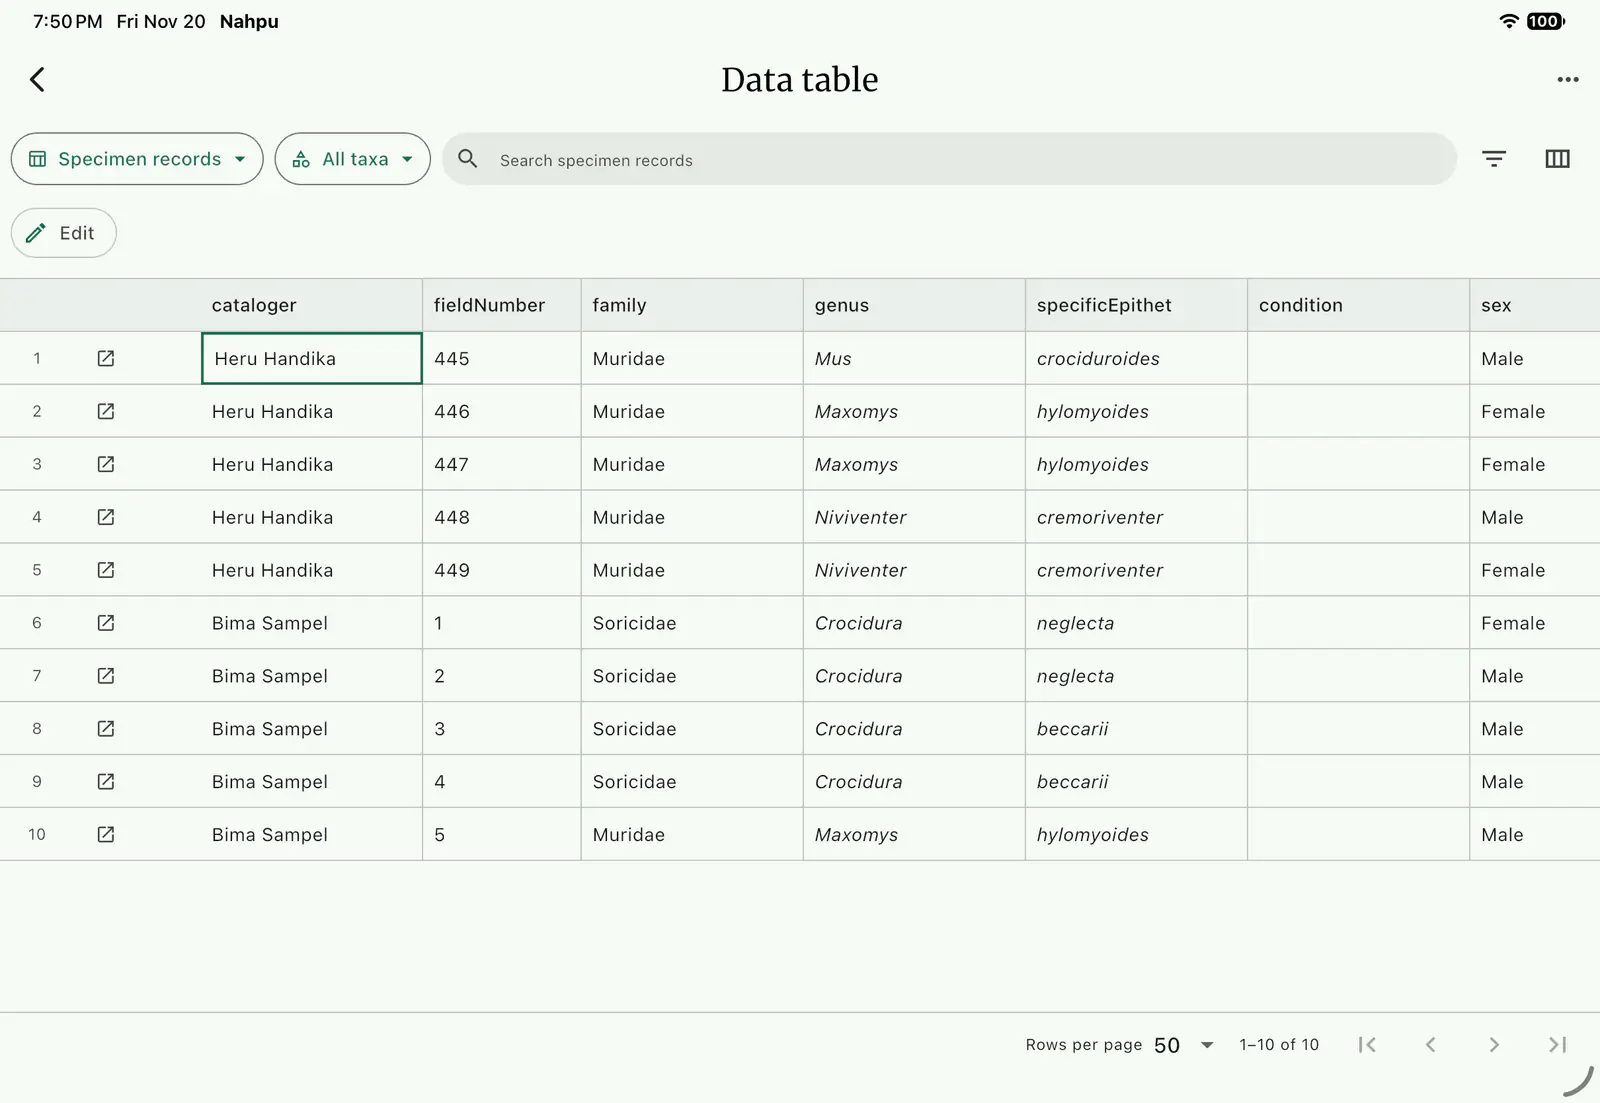 7:50 PM Fri Nov 20 Nahpu 100
Data table
Specimen records All taxa Search specimen records
Edit
cataloger fieldNumber family genus specificEpithet condition sex
1 Heru Handika 445 Muridae Mus crociduroides Male
2 Heru Handika 446 Muridae Maxomys hylomyoides Female
3 Heru Handika 447 Muridae Maxomys hylomyoides Female
4 Heru Handika 448 Muridae Niviventer cremoriventer Male
5 Heru Handika 449 Muridae Niviventer cremoriventer Female
6 Bima Sampel 1 Soricidae Crocidura neglecta Female
7 Bima Sampel 2 Soricidae Crocidura neglecta Male
8 Bima Sampel 3 Soricidae Crocidura beccarii Male
9 Bima Sampel 4 Soricidae Crocidura beccarii Male
10 Bima Sampel 5 Muridae Maxomys hylomyoides Male
Rows per page 50 1–10 of 10